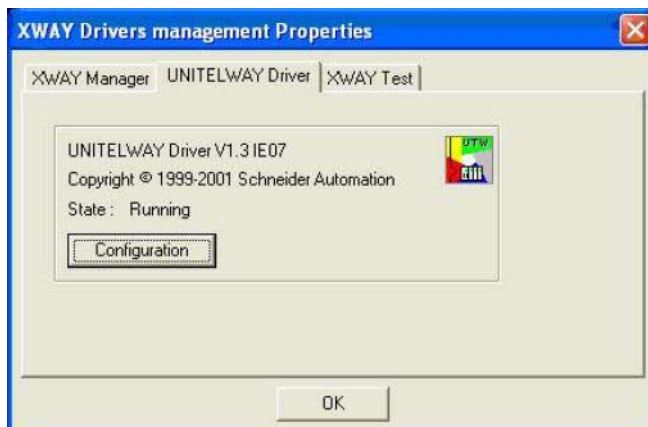 XWAY Drivers management Properties
XWAY Manager
UNITELWAY Driver
XWAY Test
UNITELWAY Driver V1.3 IE07
UTW
Copyright © 1999-2001 Schneider Automation
State : Running
Configuration
OK